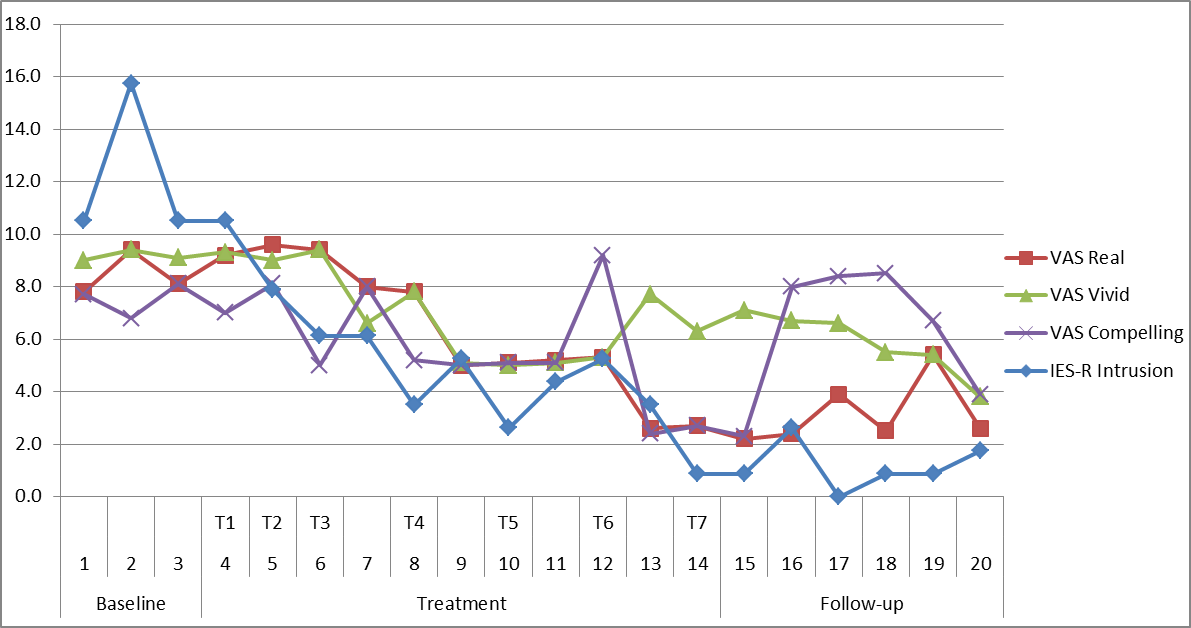 18.0
16.0
14.0
12.0
10.0
8.0
6.0
4.0
2.0
0.0
VAS Real
VAS Vivid
VAS Compelling
IES-R Intrusion
T1 T2 T3 T4 T5 T6 T7
1 2 3 4 5 6 7 8 9 10 11 12 13 14 15 16 17 18 19 20
Baseline Treatment Follow-up